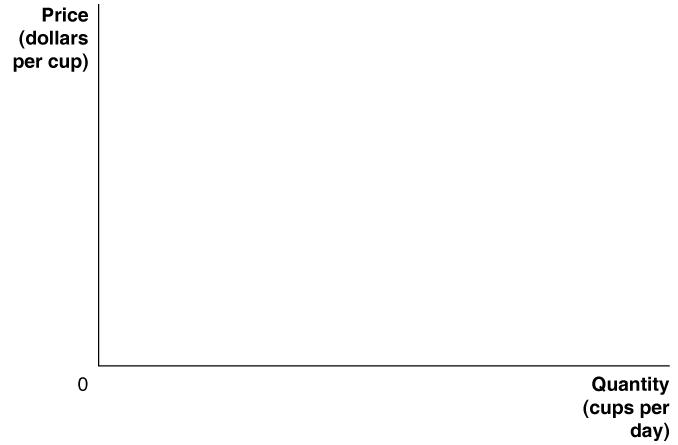 Price
(dollars
per cup)
0
Quantity
(cups per
day)